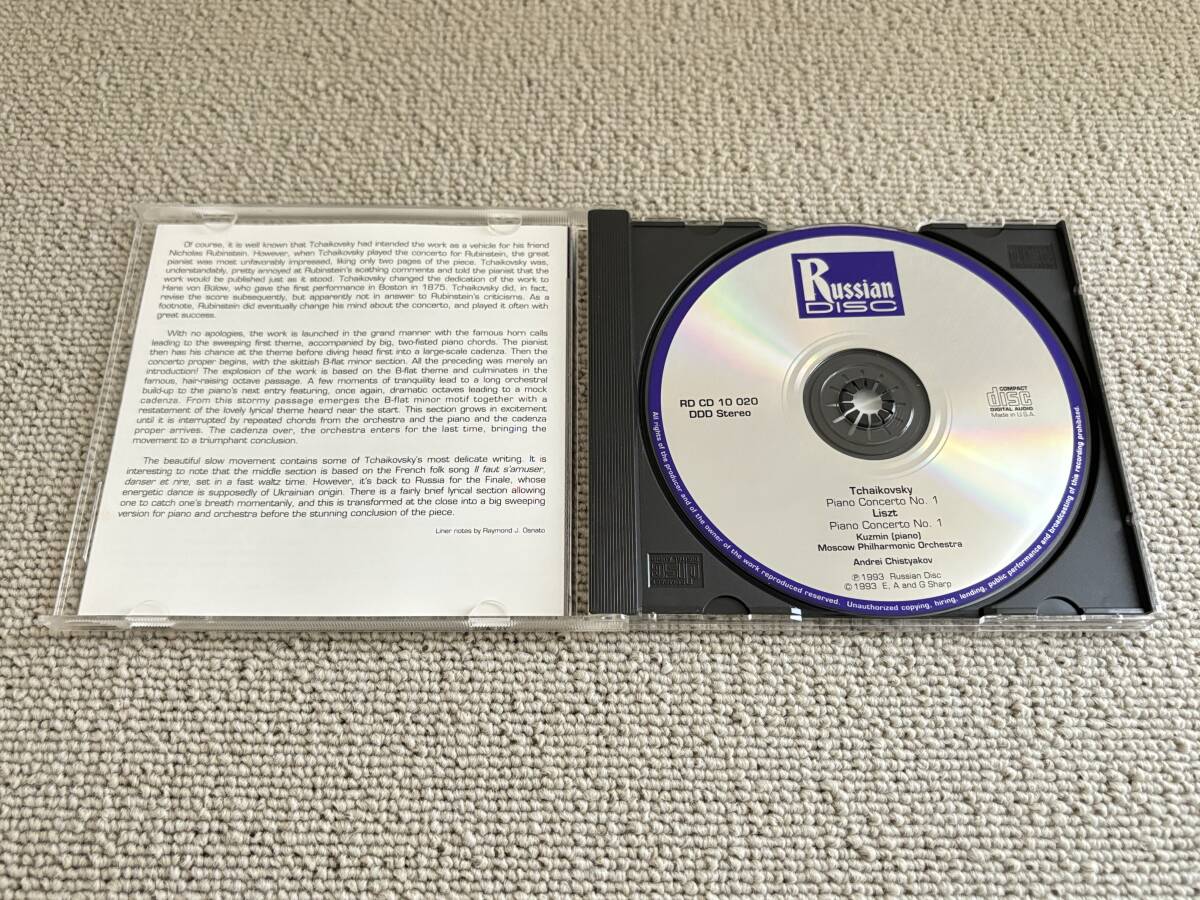 Of course, it is well known that Tchaikovsky had intended the work as a vehicle for his friend
Nicholas Rubinstein. However, when Tchaikovsky played the concerto for Rubinstein, the great
pianist was most unfavorably impressed, liking only two pages of the piece. Tchaikovsky was,
understandably, pretty annoyed at Rubinstein's scathing comments and told the pianist that the
work would be published just as it stood. Tchaikovsky changed the dedication of the work to
Hans von Bülow, who gave the first performance in Boston in 1875. Tchaikovsky did, in fact,
revise the score subsequently, but apparently not in answer to Rubinstein's criticisms. As a
footnote, Rubinstein did eventually change his mind about the concerto, and played it often with
great success.
With no apologies, the work is launched in the grand manner with the famous horn calls
leading to the sweeping first theme, accompanied by big, two-fisted piano chords. The pianist
then has his chance at the theme before diving head first into a large-scale cadenza. Then the
concerto proper begins, with the skittish B-flat minor section. All the preceding was merely an
introduction! The explosion of the work is based on the B-flat theme and culminates in the
famous, hair-raising octave passage. A few moments of tranquility lead to a long orchestral
build-up to the piano's next entry featuring, once again, dramatic octaves leading to a mock
cadenza. From this stormy passage emerges the B-flat minor motif together with a
restatement of the lovely lyrical theme heard near the start. This section grows in excitement
until it is interrupted by repeated chords from the orchestra and the piano and the cadenza
proper arrives. The cadenza over, the orchestra enters for the last time, bringing the
movement to a triumphant conclusion.
The beautiful slow movement contains some of Tchaikovsky's most delicate writing. It is
interesting to note that the middle section is based on the French folk song Il faut s'amuser,
danser et rire, set in a fast waltz time. However, it's back to Russia for the Finale, whose
energetic dance is supposedly of Ukrainian origin. There is a fairly brief lyrical section allowing
one to catch one's breath momentarily, and this is transformed at the close into a big sweeping
version for piano and orchestra before the stunning conclusion of the piece.
Liner notes by Raymond J. Osnato
Russian
DISC
RD CD 10 020
DDD Stereo
COMPACT
disc
DIGITAL AUDIO
Made in U.S.A.
Tchaikovsky
Piano Concerto No. 1
Liszt
Piano Concerto No. 1
Kuzmin (piano)
Moscow Philharmonic Orchestra
Andrei Chistyakov
℗ 1993 Russian Disc
© 1993 E, A and G Sharp
All rights of the producer and of the owner of the work reproduced reserved. Unauthorized copying, hiring, lending, public performance and broadcasting of this recording prohibited.